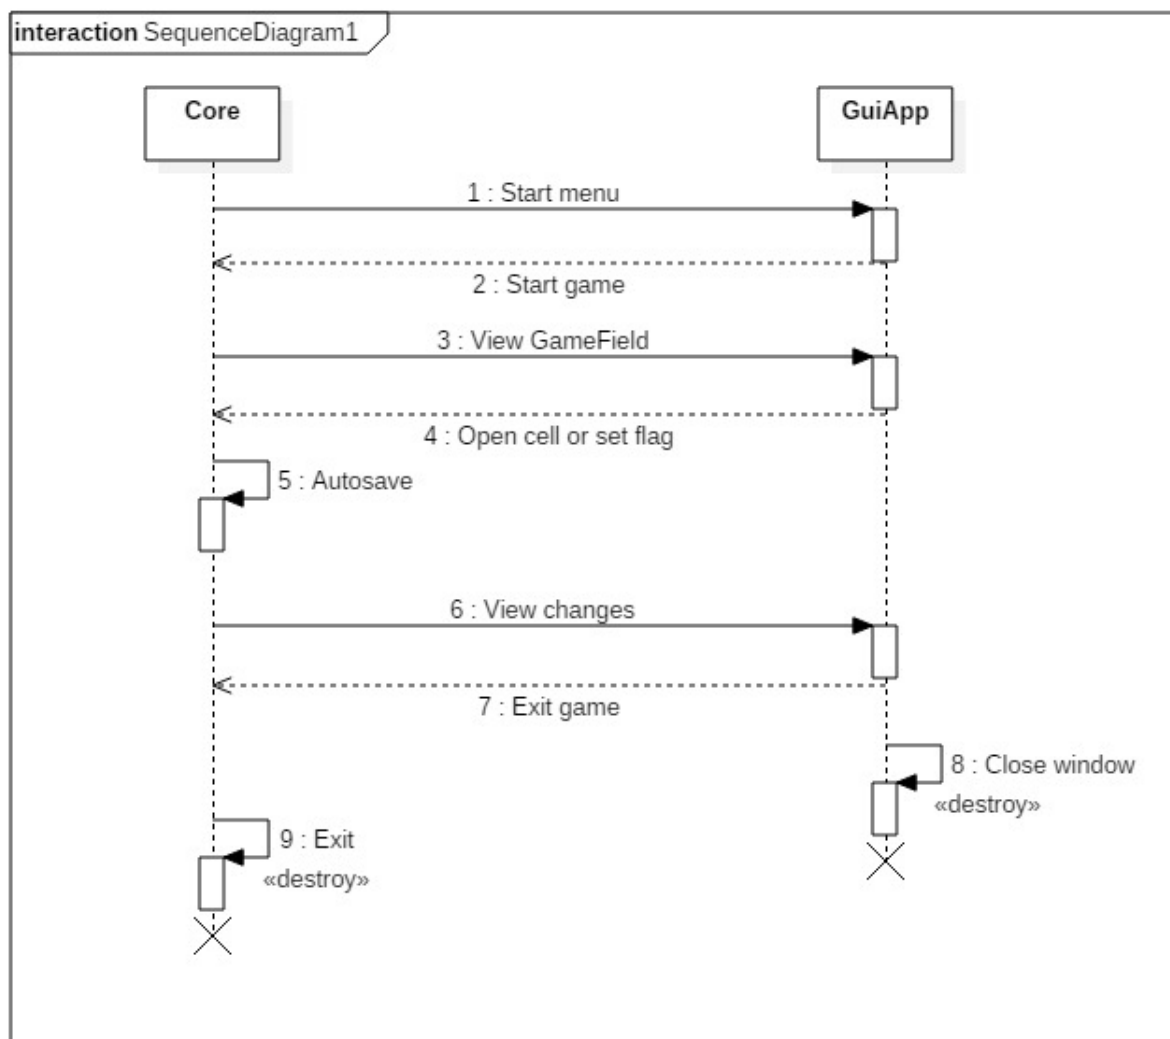 interaction SequenceDiagram1
Core
GuiApp
1 : Start menu
2 : Start game
3 : View GameField
4 : Open cell or set flag
5 : Autosave
6 : View changes
7 : Exit game
8 : Close window
«destroy»
9 : Exit
«destroy»